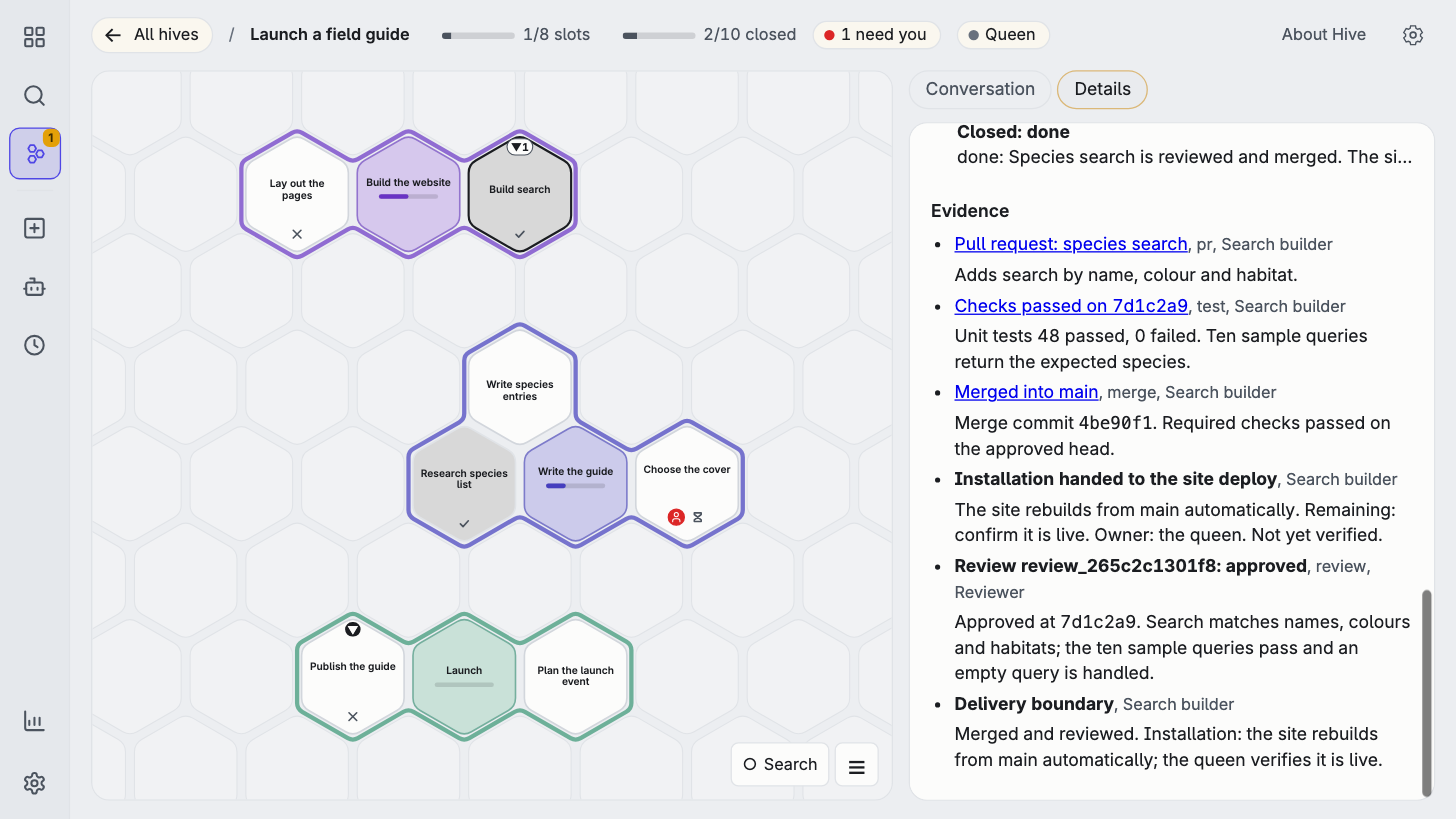 All hives
/
Launch a field guide
1/8 slots
2/10 closed
1 need you
Queen
About Hive
1
Conversation
Details
1
Lay out the
pages
Build the website
Build search
Write species
entries
Research species
list
Write the guide
Choose the cover
Publish the guide
Launch
Plan the launch
event
Search
Closed: done
done: Species search is reviewed and merged. The si...
Evidence
Pull request: species search, pr, Search builder
Adds search by name, colour and habitat.
Checks passed on 7d1c2a9, test, Search builder
Unit tests 48 passed, 0 failed. Ten sample queries
return the expected species.
Merged into main, merge, Search builder
Merge commit 4be90f1. Required checks passed on
the approved head.
Installation handed to the site deploy, Search builder
The site rebuilds from main automatically. Remaining:
confirm it is live. Owner: the queen. Not yet verified.
Review review_265c2c1301f8: approved, review,
Reviewer
Approved at 7d1c2a9. Search matches names, colours
and habitats; the ten sample queries pass and an
empty query is handled.
Delivery boundary, Search builder
Merged and reviewed. Installation: the site rebuilds
from main automatically; the queen verifies it is live.